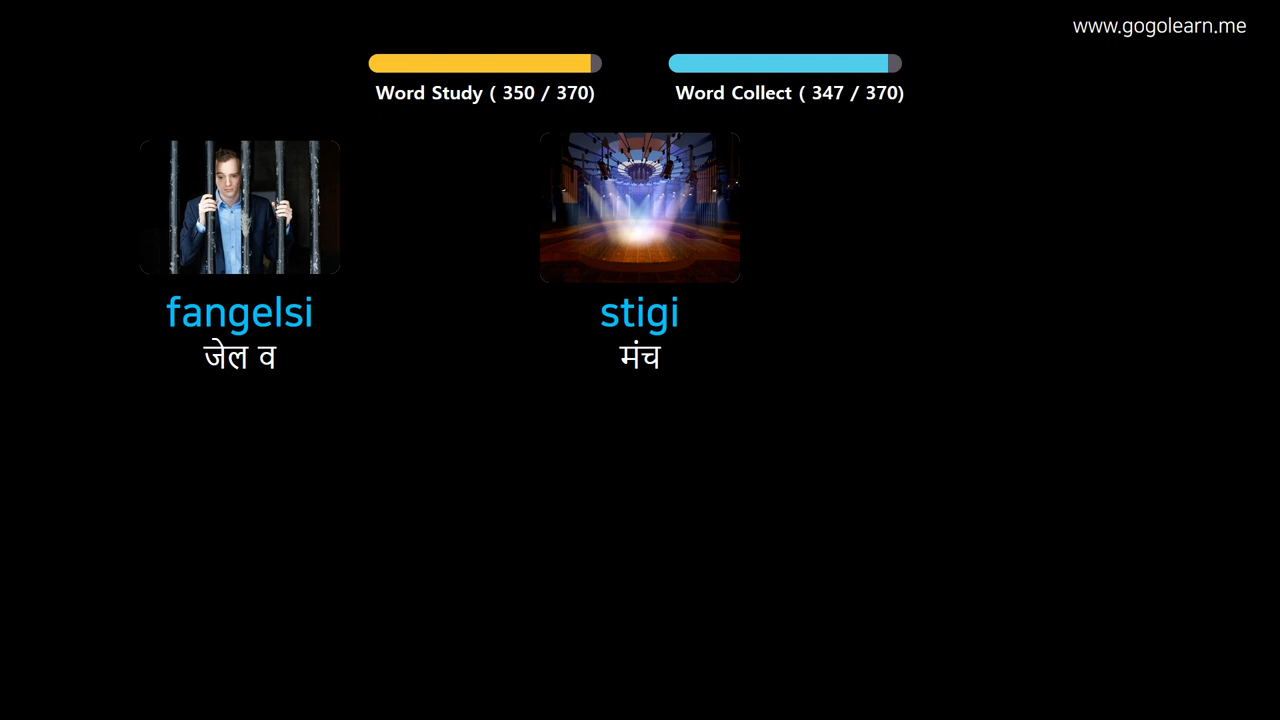 www.gogolearn.me
Word Study ( 350 / 370)
Word Collect ( 347 / 370)
fangelsi
जेल व
stigi
मंच